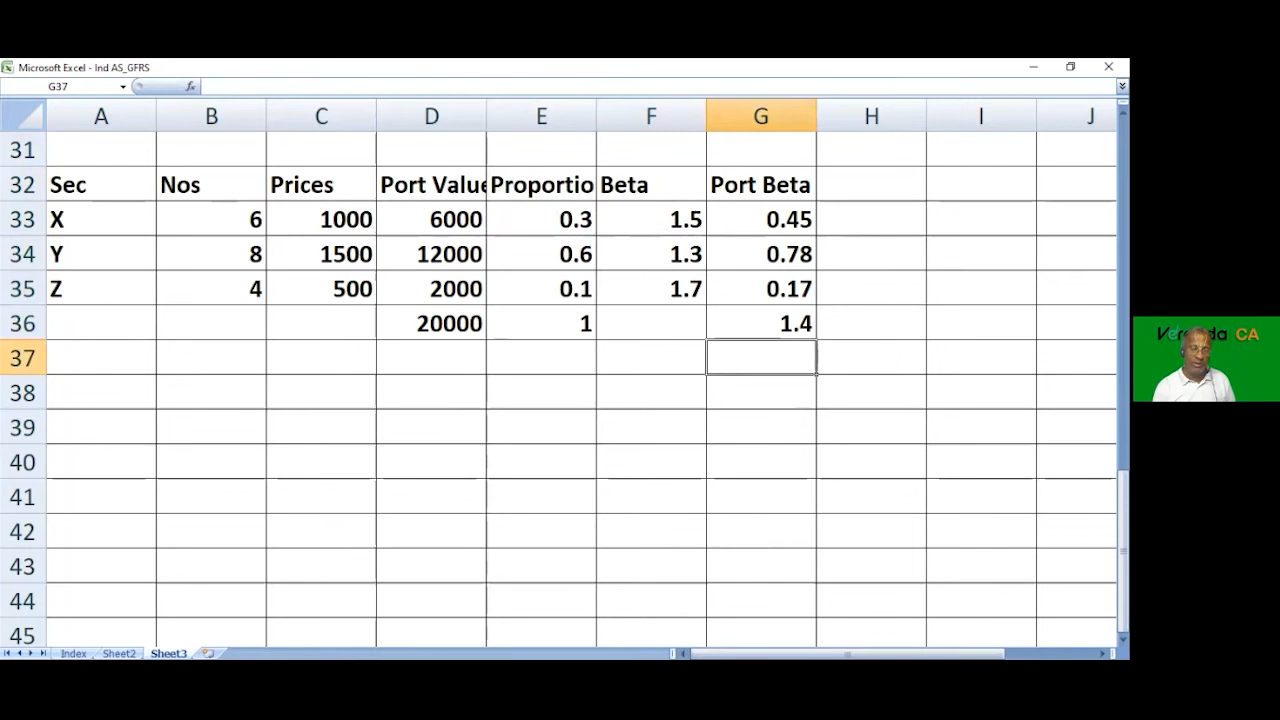 Microsoft Excel - Ind AS_GFRS
G37 fx
A B C D E F G H I J
31
32 Sec Nos Prices Port Value Proportio Beta Port Beta
33 X 6 1000 6000 0.3 1.5 0.45
34 Y 8 1500 12000 0.6 1.3 0.78
35 Z 4 500 2000 0.1 1.7 0.17
36 20000 1 1.4
37
38
39
40
41
42
43
44
45
Index Sheet2 Sheet3
CA